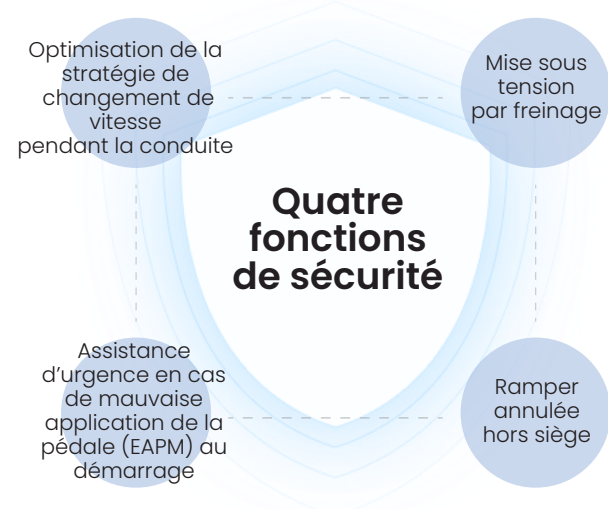 Optimisation de la
stratégie de
changement de
vitesse
pendant la conduite
Mise sous
tension
par freinage
Quatre
fonctions
de sécurité
Assistance
d’urgence en cas
de mauvaise
application de la
pédale (EAPM) au
démarrage
Ramper
annulée
hors siège